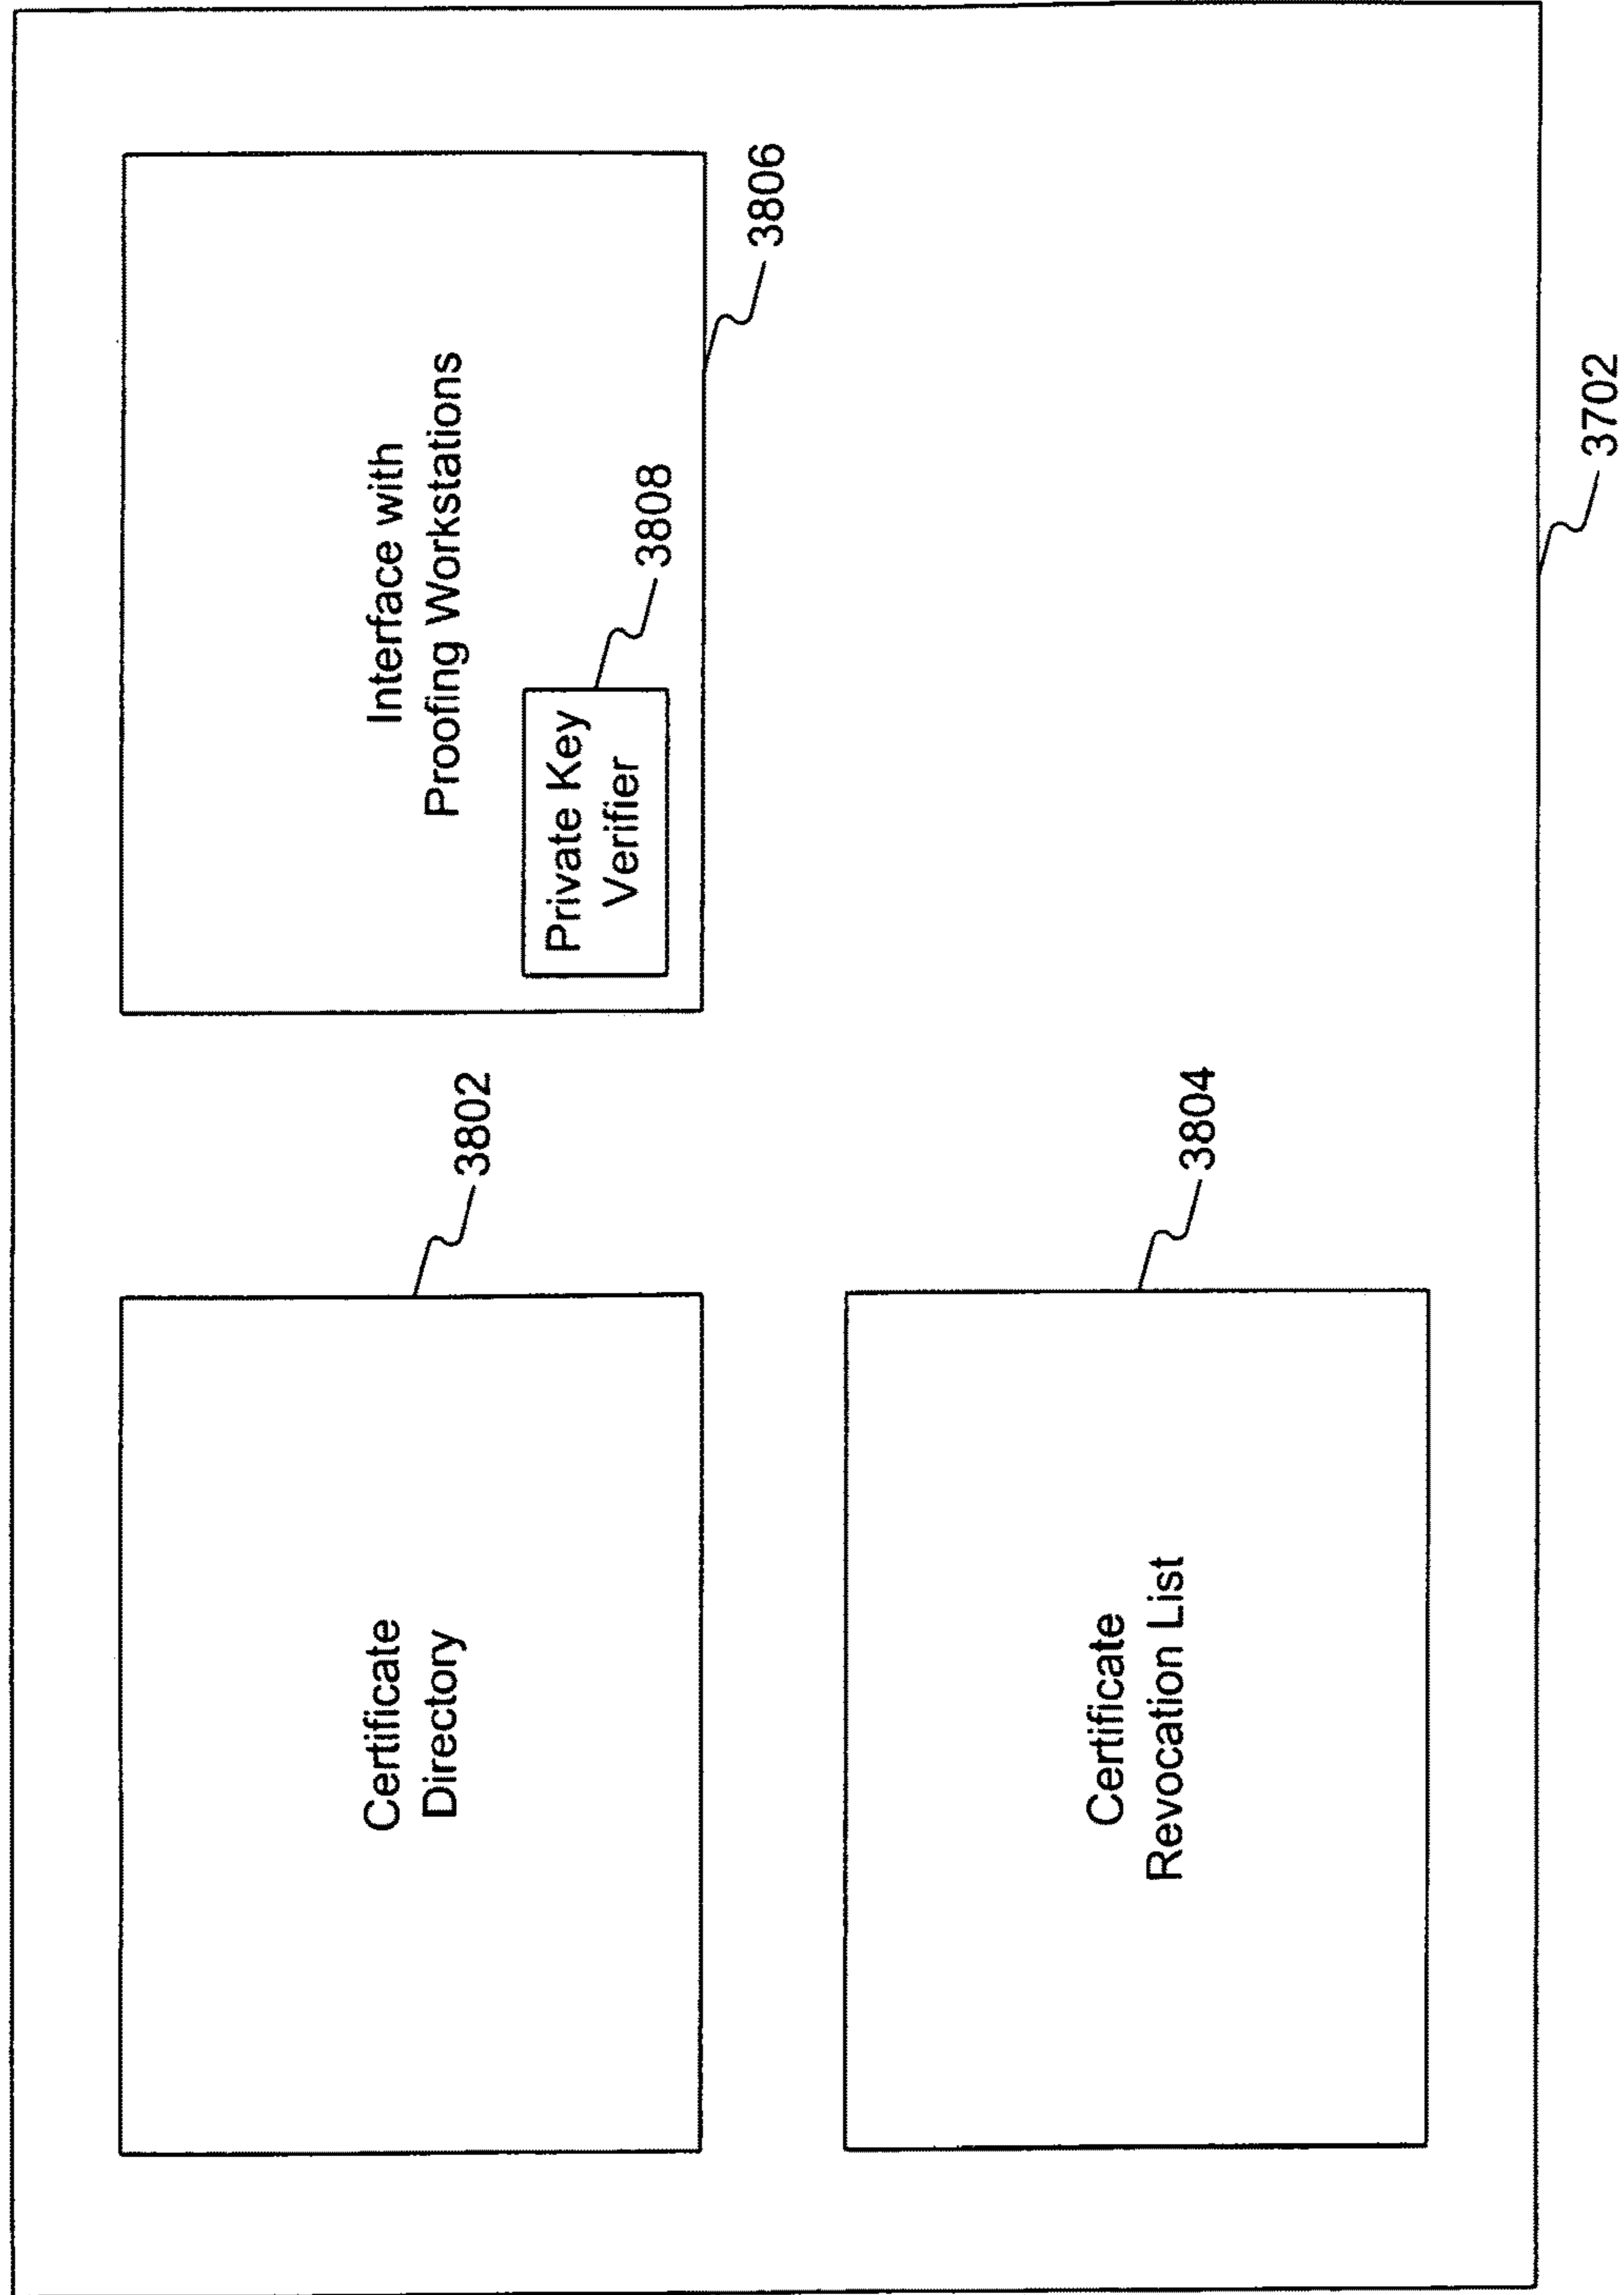 Certificate
Directory
3802
Interface with
Proofing Workstations
Private Key
Verifier
3808
3806
Certificate
Revocation List
3804
3702